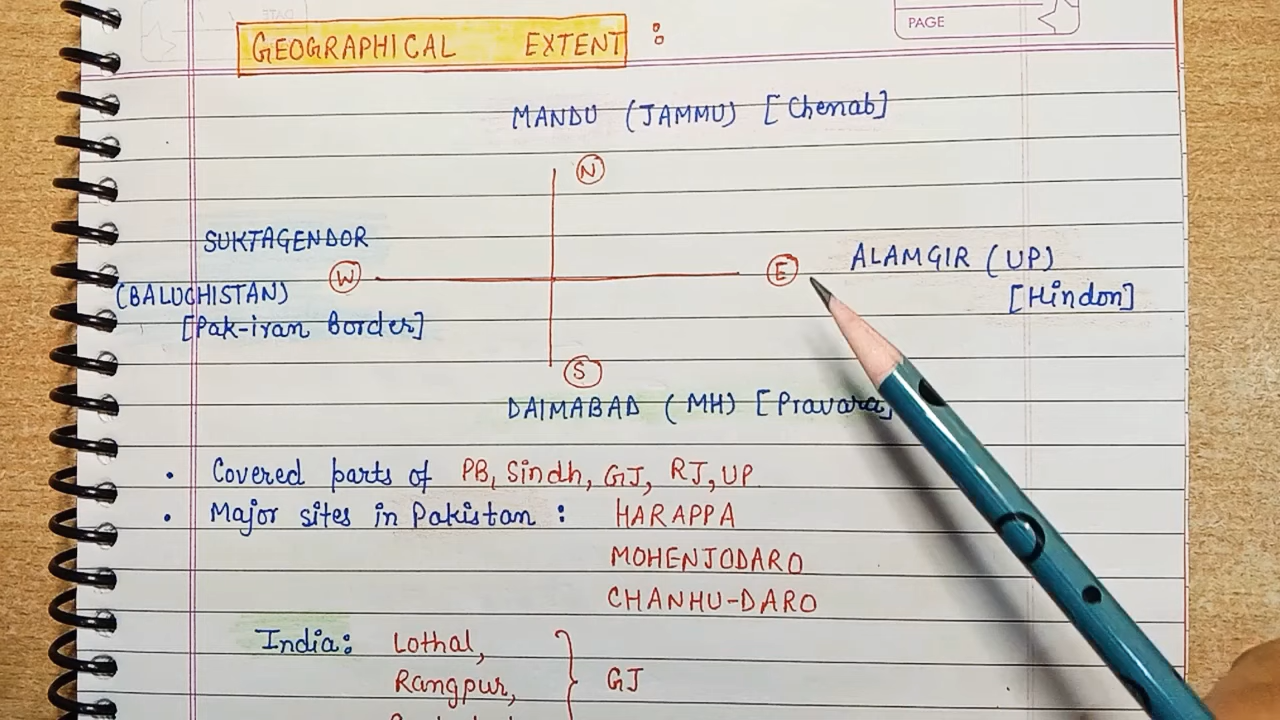 PAGE
GEOGRAPHICAL EXTENT :
MANDU (JAMMU) [Chenab]
N
SUKTAGENDOR
W
(BALUCHISTAN)
[Pak-iran Border]
E
ALAMGIR (UP)
[Hindon]
S
DAIMABAD (MH) [Pravara]
• Covered parts of PB, Sindh, GJ, RJ, UP
• Major sites in Pakistan : HARAPPA
MOHENJODARO
CHANHU-DARO
India: Lothal,
Rangpur, GJ